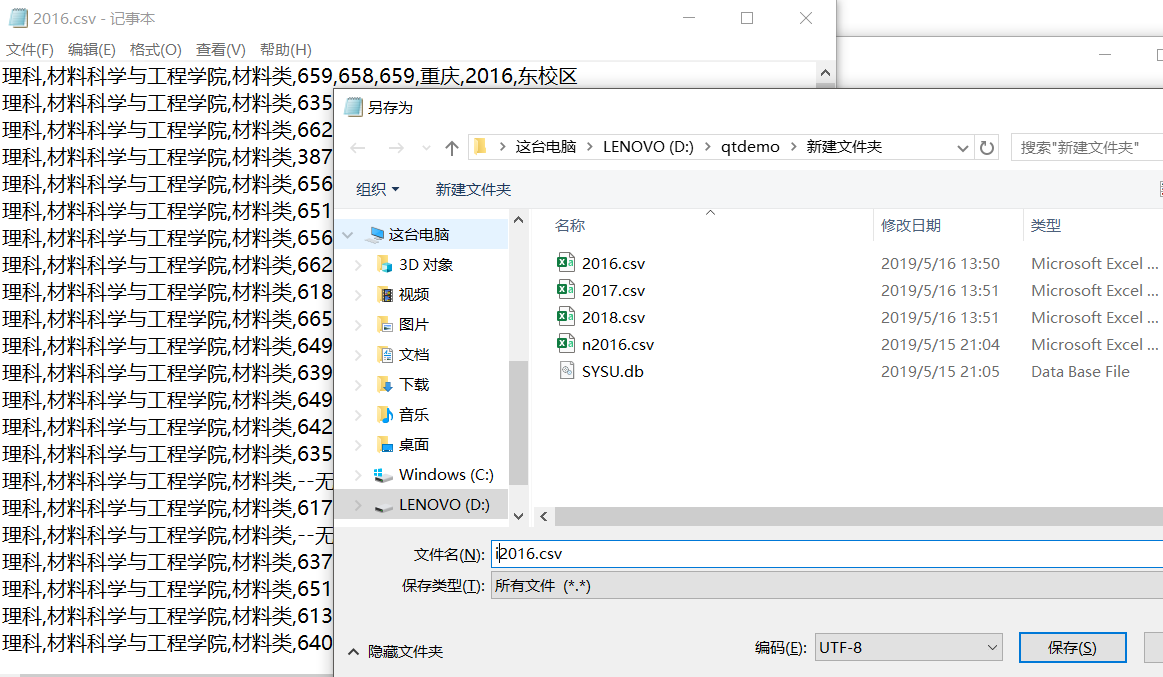 2016.csv - 记事本
文件(F) 编辑(E) 格式(O) 查看(V) 帮助(H)
理科,材料科学与工程学院,材料类,659,658,659,重庆,2016,东校区
理科,材料科学与工程学院,材料类,635
理科,材料科学与工程学院,材料类,662
理科,材料科学与工程学院,材料类,387
理科,材料科学与工程学院,材料类,656
理科,材料科学与工程学院,材料类,651
理科,材料科学与工程学院,材料类,656
理科,材料科学与工程学院,材料类,662
理科,材料科学与工程学院,材料类,618
理科,材料科学与工程学院,材料类,665
理科,材料科学与工程学院,材料类,649
理科,材料科学与工程学院,材料类,639
理科,材料科学与工程学院,材料类,649
理科,材料科学与工程学院,材料类,642
理科,材料科学与工程学院,材料类,635
理科,材料科学与工程学院,材料类,--无
理科,材料科学与工程学院,材料类,617
理科,材料科学与工程学院,材料类,--无
理科,材料科学与工程学院,材料类,637
理科,材料科学与工程学院,材料类,651
理科,材料科学与工程学院,材料类,613
理科,材料科学与工程学院,材料类,640
另存为
这台电脑 > LENOVO (D:) > qtdemo > 新建文件夹
搜索"新建文件夹"
组织 新建文件夹
这台电脑
3D 对象
视频
图片
文档
下载
音乐
桌面
Windows (C:)
LENOVO (D:)
名称 修改日期 类型
2016.csv 2019/5/16 13:50 Microsoft Excel ...
2017.csv 2019/5/16 13:51 Microsoft Excel ...
2018.csv 2019/5/16 13:51 Microsoft Excel ...
n2016.csv 2019/5/15 21:04 Microsoft Excel ...
SYSU.db 2019/5/15 21:05 Data Base File
文件名(N): i2016.csv
保存类型(T): 所有文件 (*.*)
隐藏文件夹
编码(E): UTF-8 保存(S)